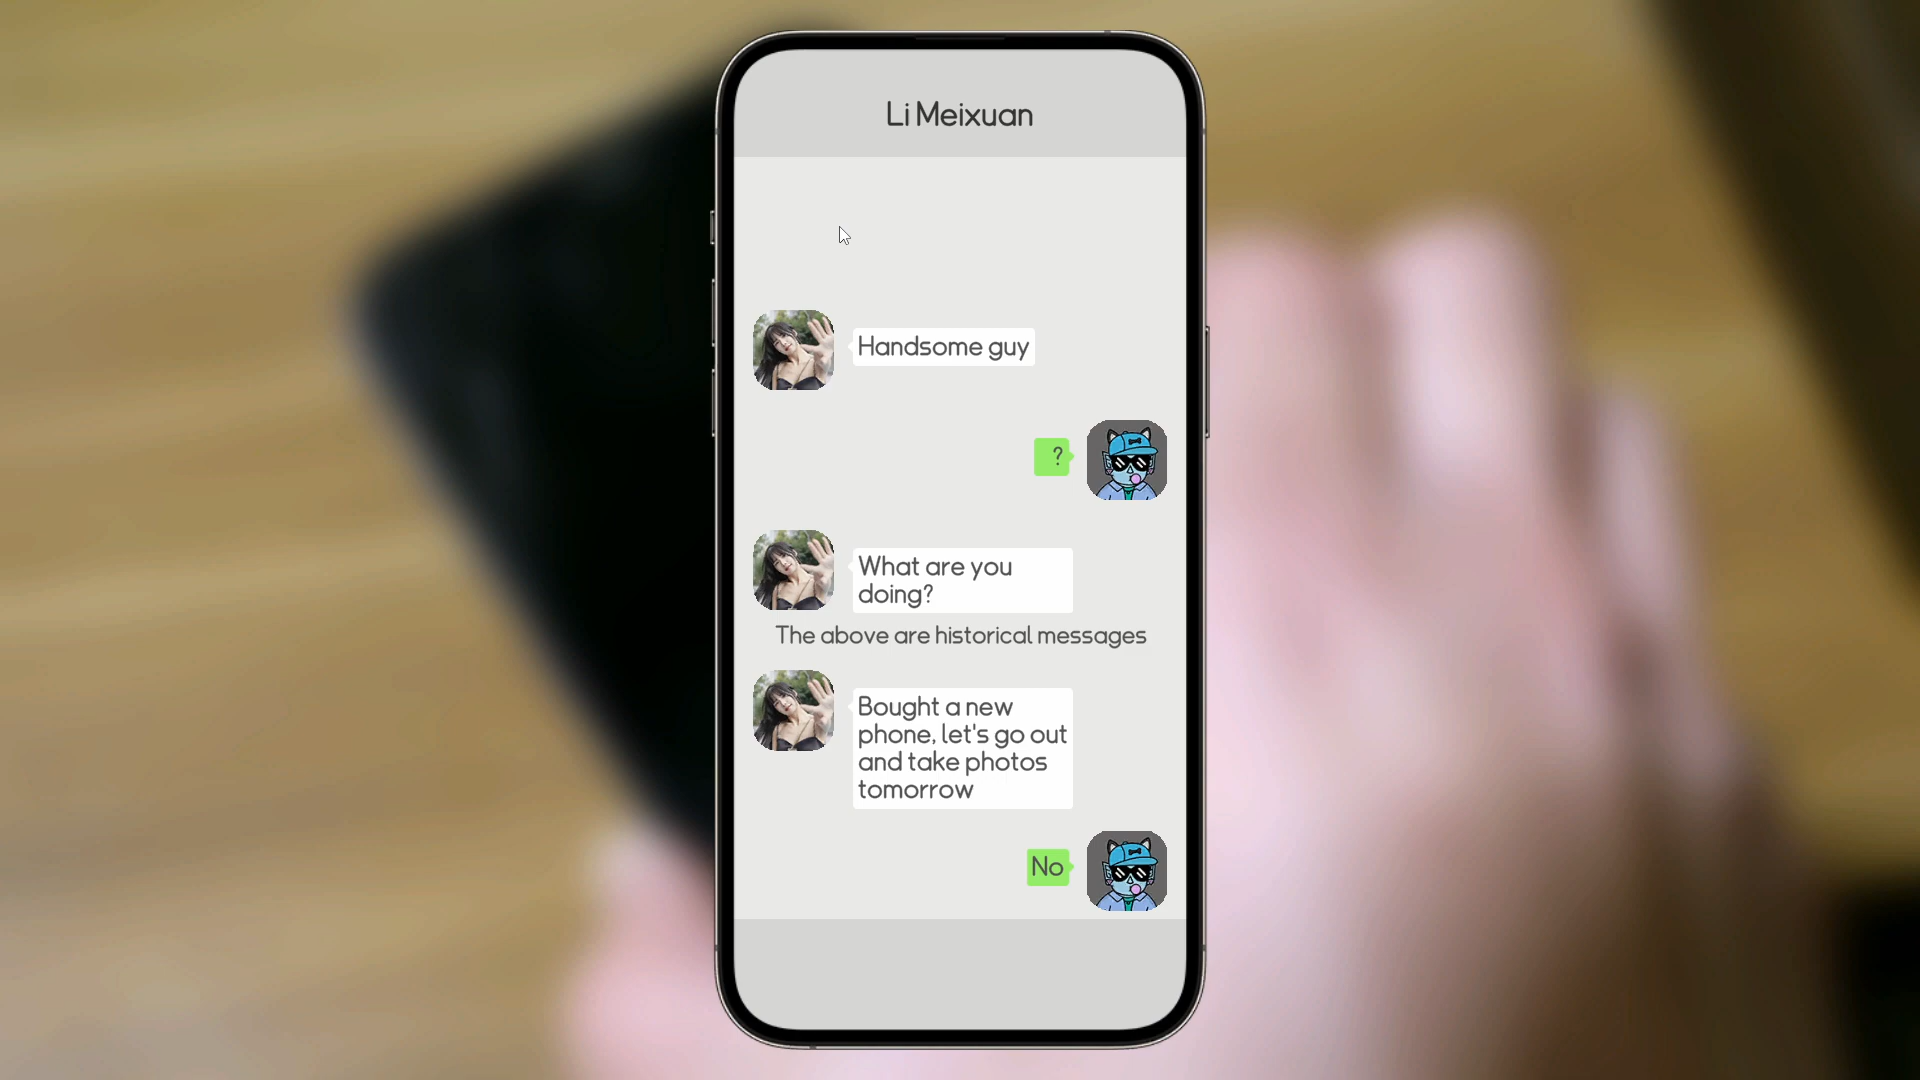 Li Meixuan
Handsome guy
?
What are you
doing?
The above are historical messages
Bought a new
phone, let's go out
and take photos
tomorrow
No